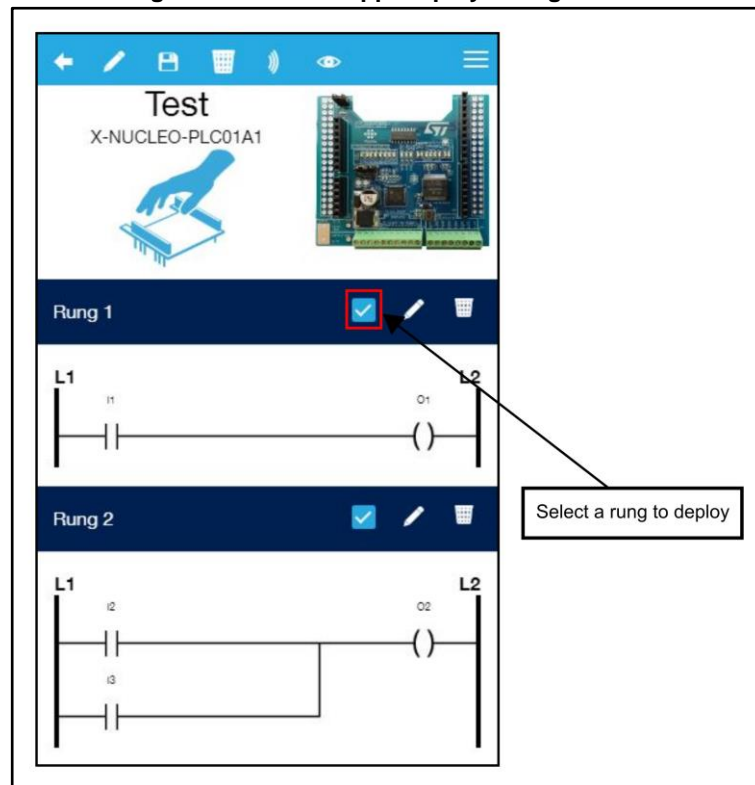 Test
X-NUCLEO-PLC01A1
Rung 1
L1
L2
I1
O1
Select a rung to deploy
Rung 2
L1
L2
I2
O2
I3